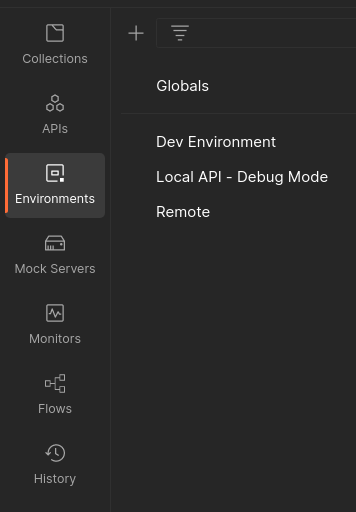 Collections
APIs
Environments
Mock Servers
Monitors
Flows
History
Globals
Dev Environment
Local API - Debug Mode
Remote